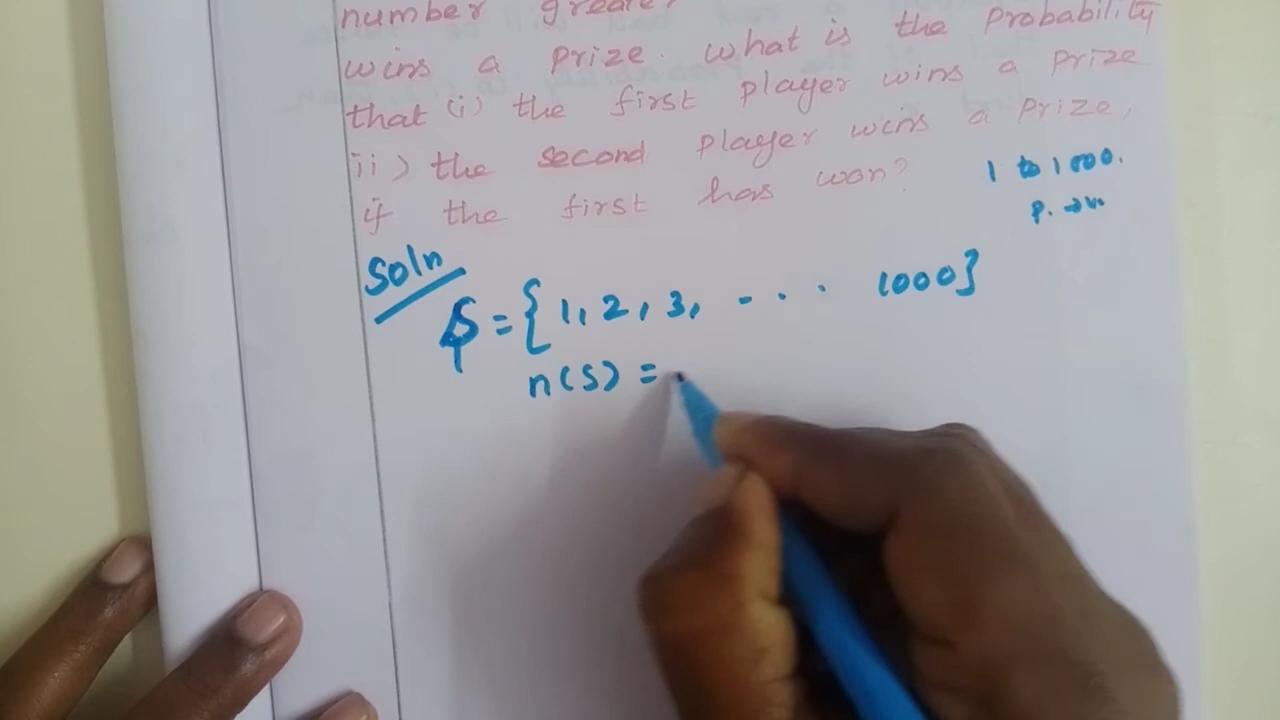 number greater
wins a prize. What is the probability
that (i) the first player wins a prize
ii) the second player wins a prize,
if the first has won?
1 to 1000.
Soln
S = { 1, 2, 3, - . . . 1000}
n(S) =